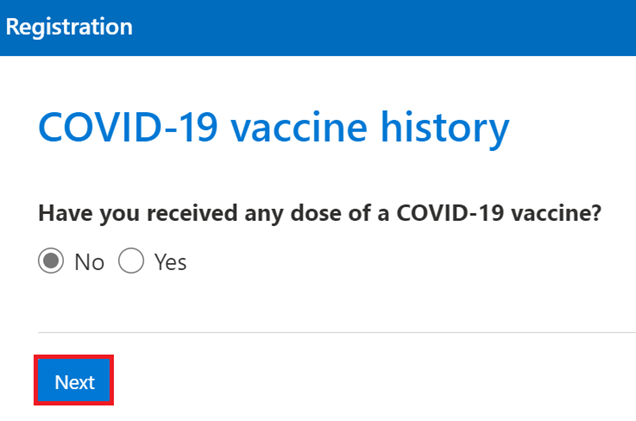 Registration
COVID-19 vaccine history
Have you received any dose of a COVID-19 vaccine?
No Yes
Next